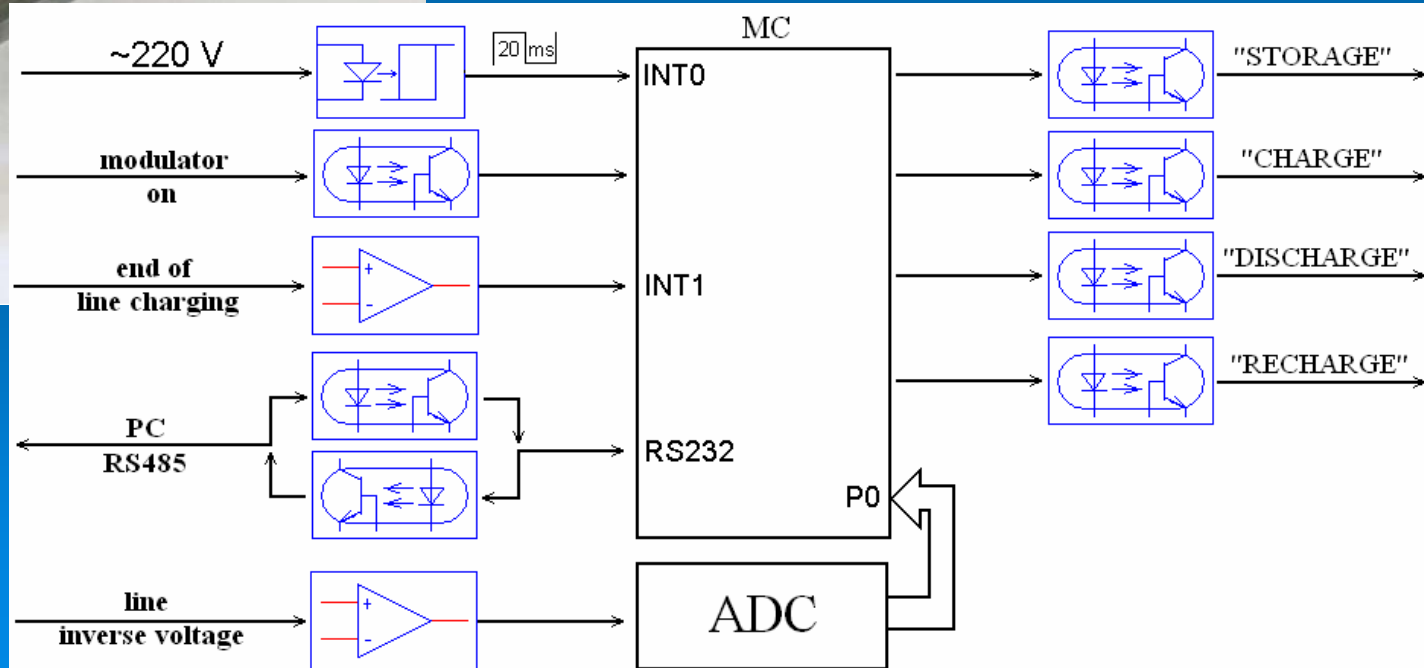 MC
~220 V
20 ms
INT0
"STORAGE"
modulator
on
"CHARGE"
end of
line charging
INT1
"DISCHARGE"
PC
RS485
RS232
"RECHARGE"
P0
line
inverse voltage
ADC
+
-
+
-